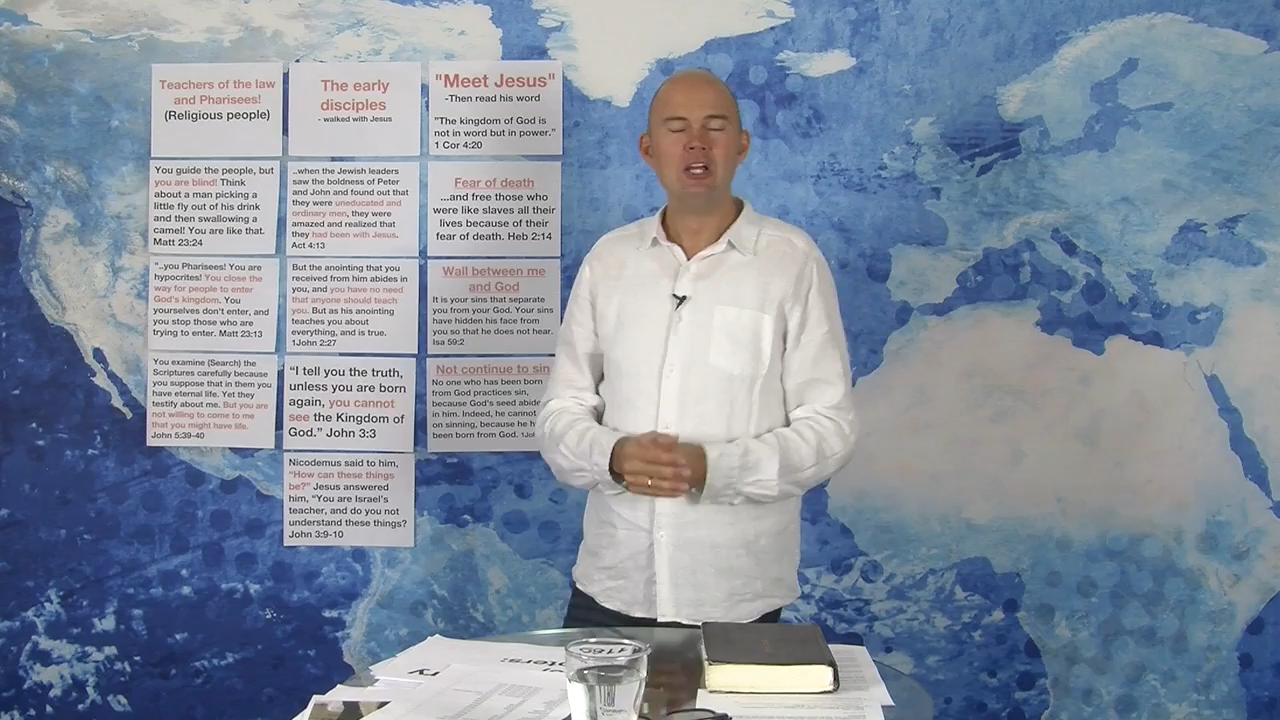 Teachers of the law
and Pharisees!
(Religious people)
You guide the people, but
you are blind! Think
about a man picking a
little fly out of his drink
and then swallowing a
camel! You are like that.
Matt 23:24
"..you Pharisees! You are
hypocrites! You close the
way for people to enter
God's kingdom. You
yourselves don't enter, and
you stop those who are
trying to enter. Matt 23:13
You examine (Search) the
Scriptures carefully because
you suppose that in them you
have eternal life. Yet they
testify about me. But you are
not willing to come to me
that you might have life.
John 5:39-40
The early
disciples
- walked with Jesus
..when the Jewish leaders
saw the boldness of Peter
and John and found out that
they were uneducated and
ordinary men, they were
amazed and realized that
they had been with Jesus.
Act 4:13
But the anointing that you
received from him abides in
you, and you have no need
that anyone should teach
you. But as his anointing
teaches you about
everything, and is true.
1John 2:27
"I tell you the truth,
unless you are born
again, you cannot
see the Kingdom of
God." John 3:3
Nicodemus said to him,
"How can these things
be?" Jesus answered
him, "You are Israel's
teacher, and do you not
understand these things?
John 3:9-10
"Meet Jesus"
-Then read his word
"The kingdom of God is
not in word but in power."
1 Cor 4:20
Fear of death
...and free those who
were like slaves all their
lives because of their
fear of death. Heb 2:14
Wall between me
and God
It is your sins that separate
you from your God. Your sins
have hidden his face from
you so that he does not hear.
Isa 59:2
Not continue to sin
No one who has been born
from God practices sin,
because God's seed abide
in him. Indeed, he cannot
on sinning, because he h
been born from God. 1Jo